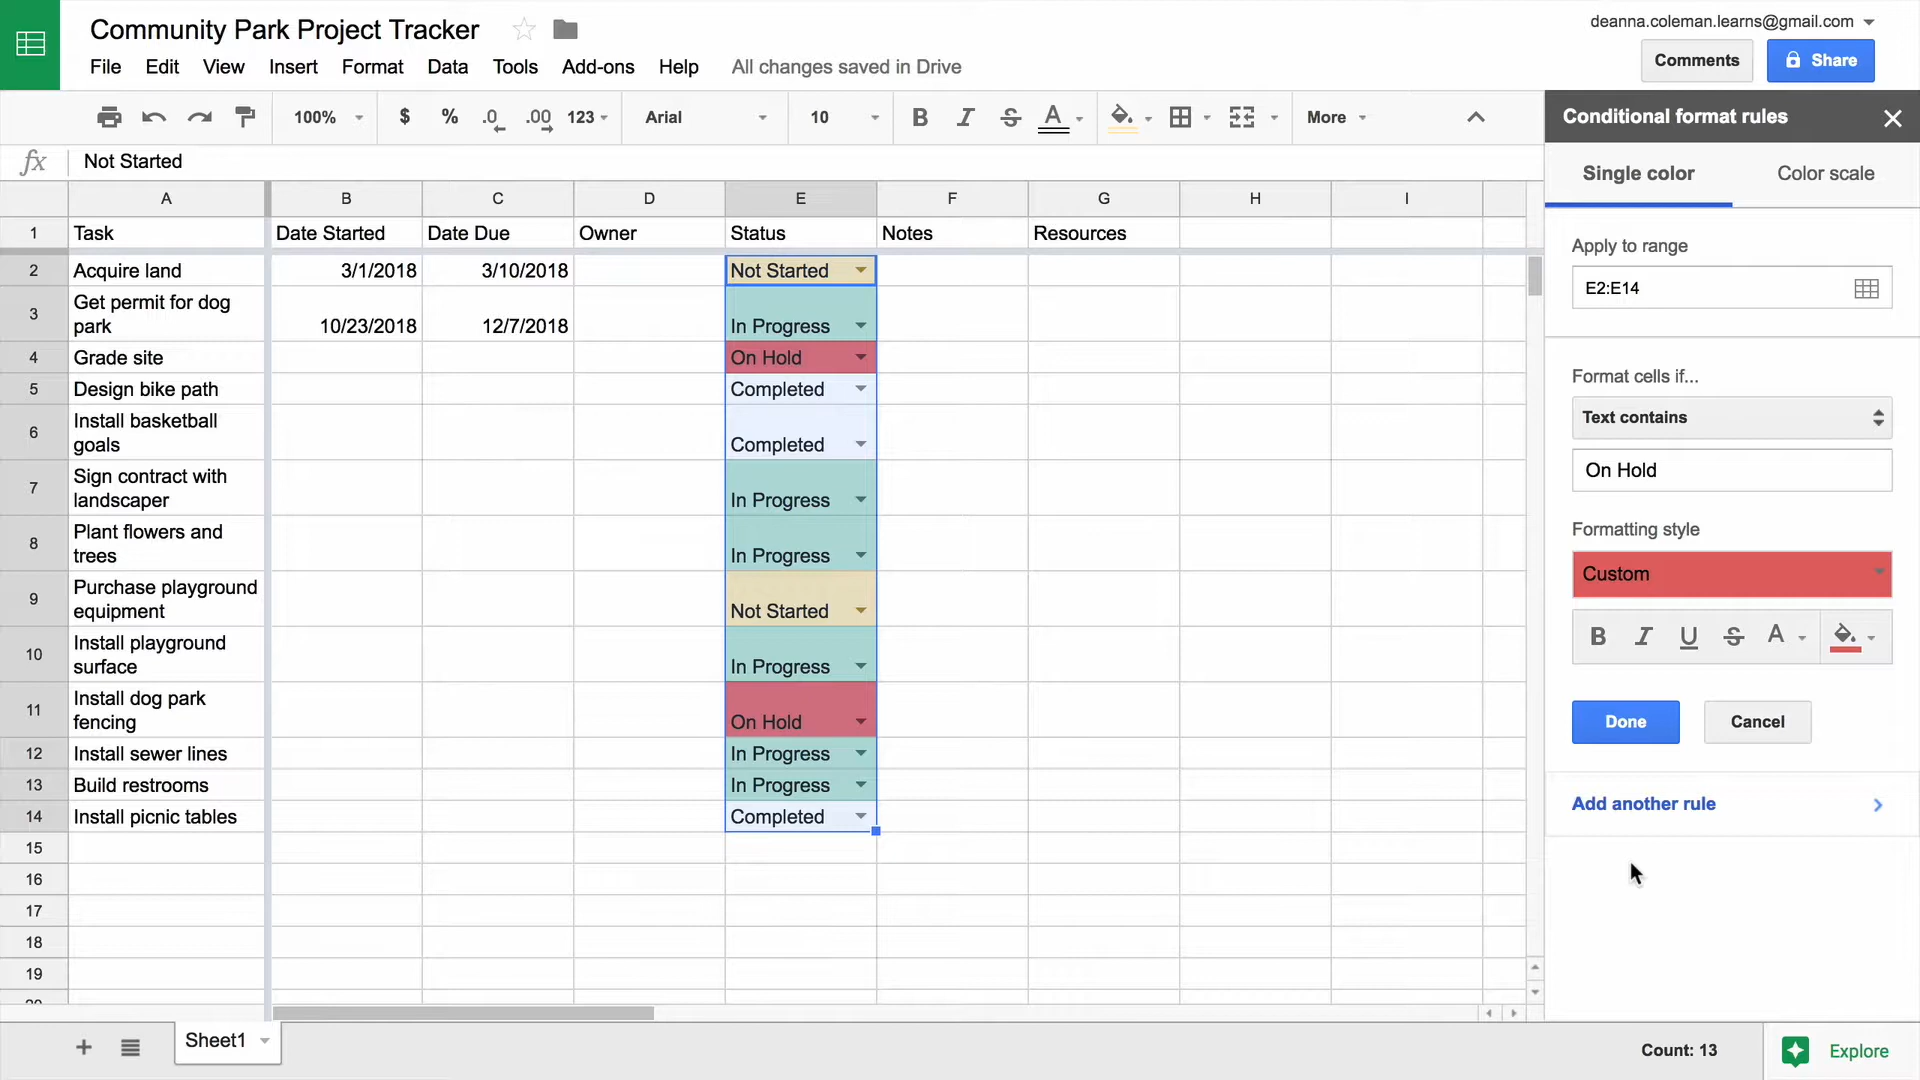 Community Park Project Tracker
deanna.coleman.learns@gmail.com
File Edit View Insert Format Data Tools Add-ons Help All changes saved in Drive
Comments Share
100% $ % .0 .00 123 Arial 10 B I S A More
Conditional format rules
fx Not Started
Single color Color scale
A B C D E F G H I
1 Task Date Started Date Due Owner Status Notes Resources
Apply to range
E2:E14
2 Acquire land 3/1/2018 3/10/2018 Not Started
3 Get permit for dog
park 10/23/2018 12/7/2018 In Progress
4 Grade site On Hold
5 Design bike path Completed
6 Install basketball
goals Completed
7 Sign contract with
landscaper In Progress
8 Plant flowers and
trees In Progress
9 Purchase playground
equipment Not Started
10 Install playground
surface In Progress
11 Install dog park
fencing On Hold
12 Install sewer lines In Progress
13 Build restrooms In Progress
14 Install picnic tables Completed
15
16
17
18
19
Format cells if...
Text contains
On Hold
Formatting style
Custom
B I U S A
Done Cancel
Add another rule
Sheet1
Count: 13
Explore